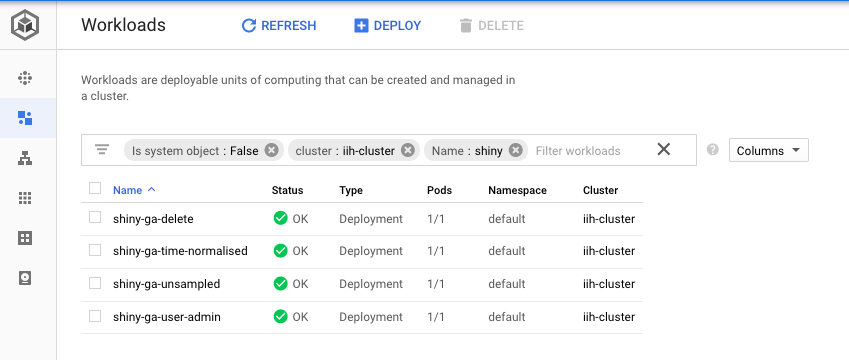 Workloads REFRESH DEPLOY DELETE
Workloads are deployable units of computing that can be created and managed in
a cluster.
Is system object : False cluster : iih-cluster Name : shiny Filter workloads Columns
Name Status Type Pods Namespace Cluster
shiny-ga-delete OK Deployment 1/1 default iih-cluster
shiny-ga-time-normalised OK Deployment 1/1 default iih-cluster
shiny-ga-unsampled OK Deployment 1/1 default iih-cluster
shiny-ga-user-admin OK Deployment 1/1 default iih-cluster